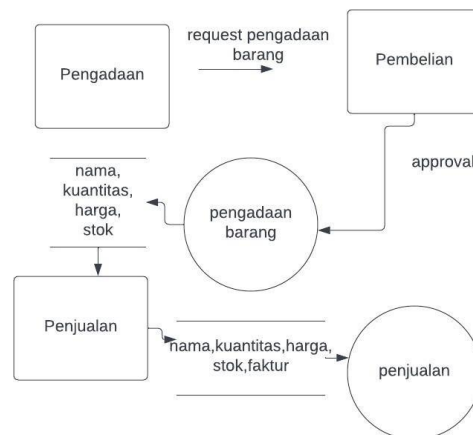 Pengadaan
request pengadaan
barang
Pembelian
approval
nama,
kuantitas,
harga,
stok
pengadaan
barang
Penjualan
nama,kuantitas,harga,
stok,faktur
penjualan